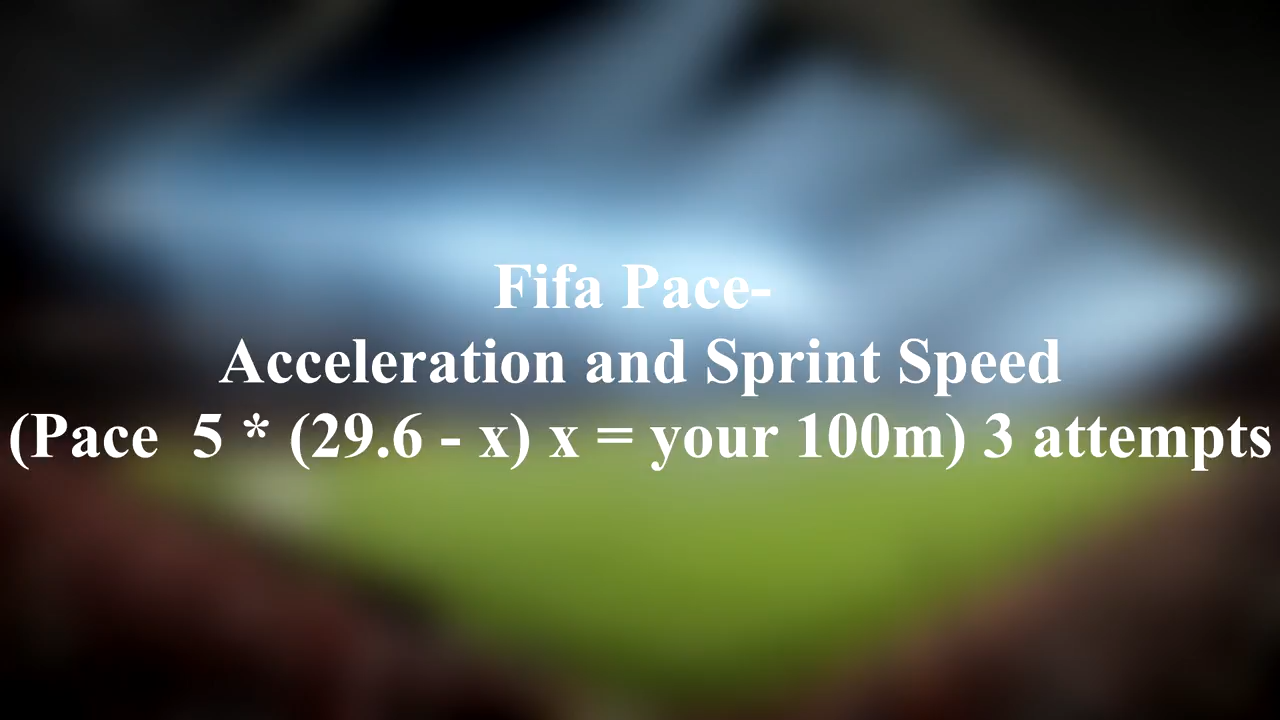 Fifa Pace-
Acceleration and Sprint Speed
(Pace  5 * (29.6 - x) x = your 100m) 3 attempts